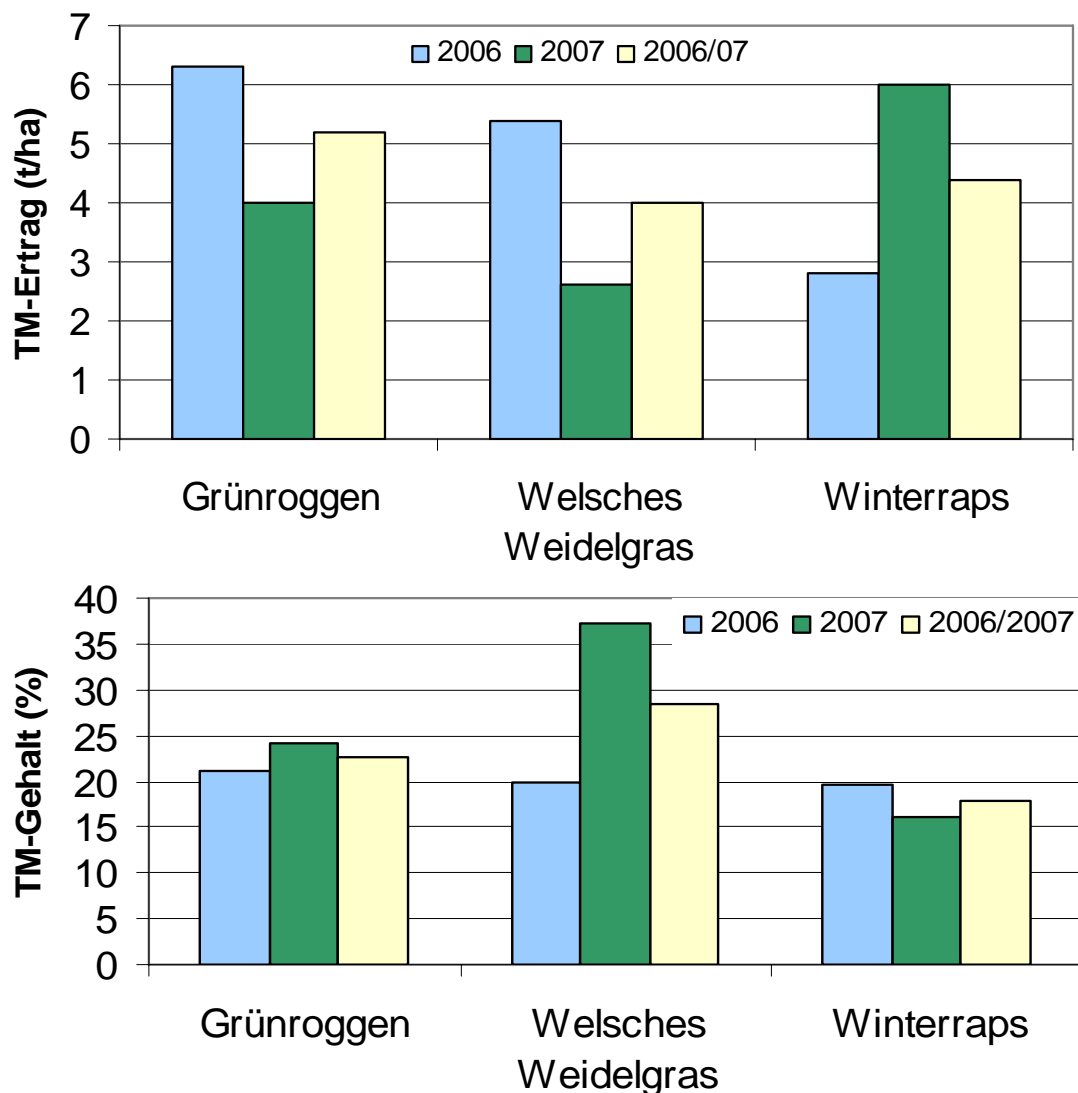 7
6
5
4
3
2
1
0
TM-Ertrag (t/ha)
2006 2007 2006/07
Grünroggen Welsches Weidelgras Winterraps
40
35
30
25
20
15
10
5
0
TM-Gehalt (%)
2006 2007 2006/2007
Grünroggen Welsches Weidelgras Winterraps